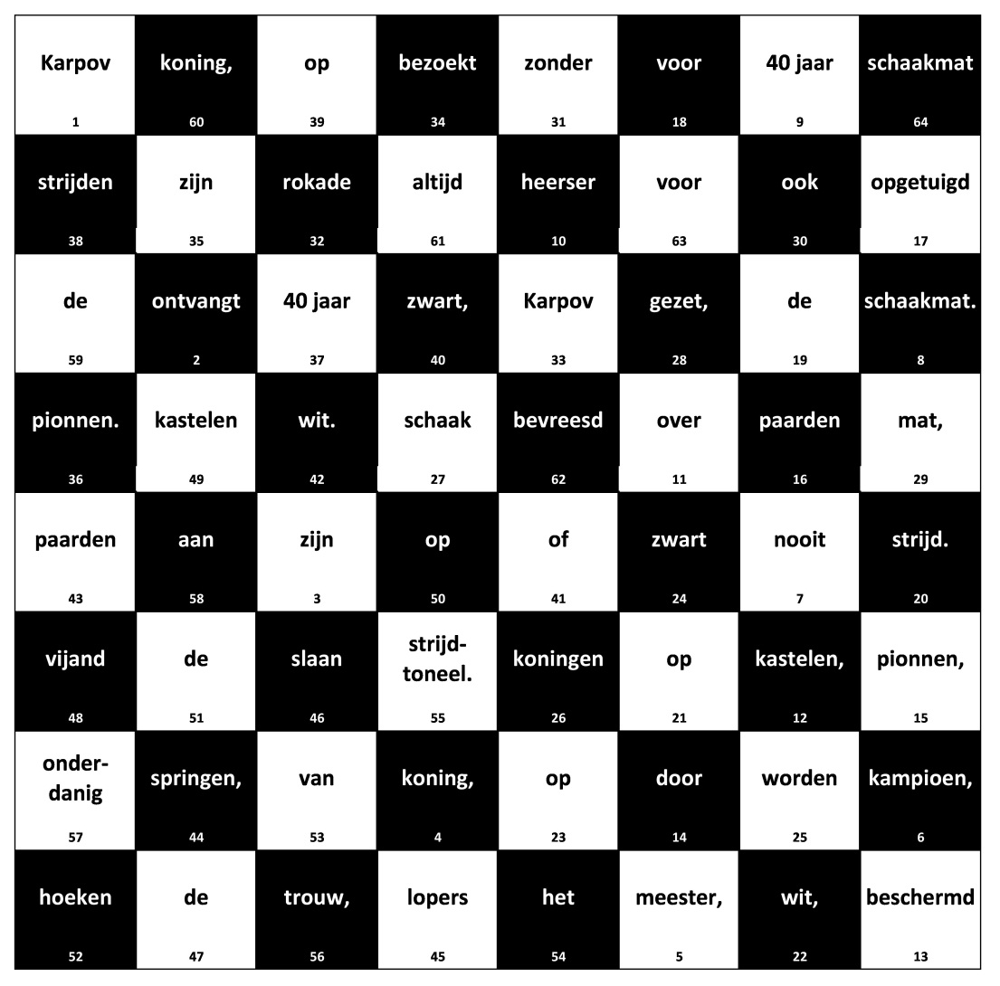 Karpov koning, op bezoekt zonder voor 40 jaar schaakmat
1 60 39 34 31 18 9 64
strijden zijn rokade altijd heerser voor ook opgetuigd
38 35 32 61 10 63 30 17
de ontvangt 40 jaar zwart, Karpov gezet, de schaakmat.
59 2 37 40 33 28 19 8
pionnen. kastelen wit. schaak bevreesd over paarden mat,
36 49 42 27 62 11 16 29
paarden aan zijn op of zwart nooit strijd.
43 58 3 50 41 24 7 20
vijand de slaan strijd-
toneel. koningen op kastelen, pionnen,
48 51 46 55 26 21 12 15
onder-
danig springen, van koning, op door worden kampioen,
57 44 53 4 23 14 25 6
hoeken de trouw, lopers het meester, wit, beschermd
52 47 56 45 54 5 22 13